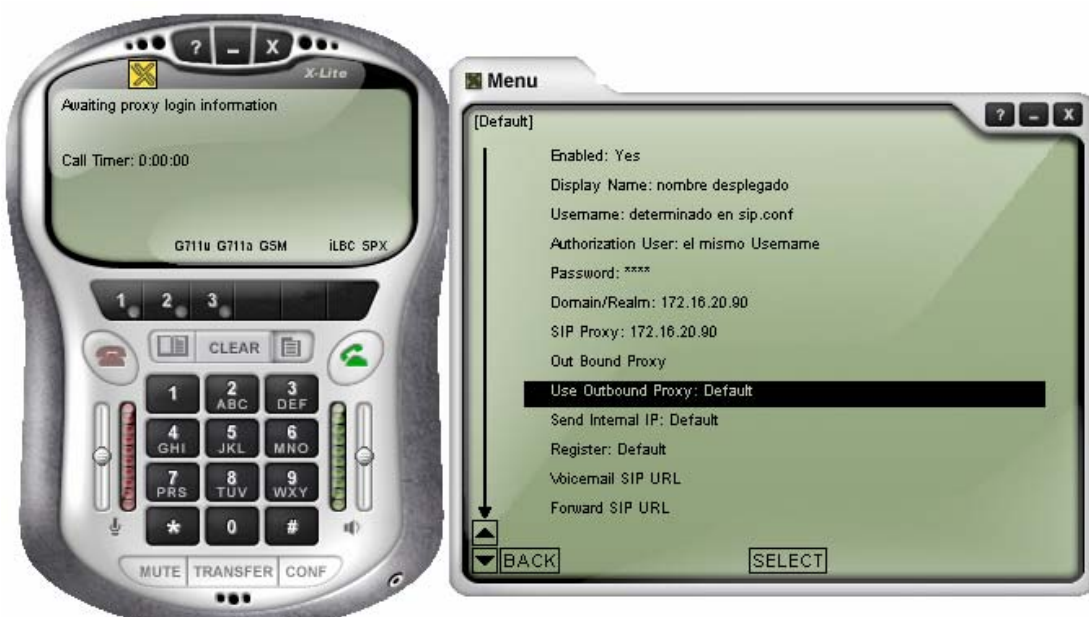 ? – X
X-Lite
Awaiting proxy login information
Call Timer: 0:00:00
G711u G711a GSM iLBC SPX
1 2 3
CLEAR
1
2 ABC
3 DEF
4 GHI
5 JKL
6 MNO
7 PRS
8 TUV
9 WXY
*
0
#
MUTE TRANSFER CONF
Menu
? – X
[Default]
Enabled: Yes
Display Name: nombre desplegado
Username: determinado en sip.conf
Authorization User: el mismo Username
Password: ****
Domain/Realm: 172.16.20.90
SIP Proxy: 172.16.20.90
Out Bound Proxy
Use Outbound Proxy: Default
Send Internal IP: Default
Register: Default
Voicemail SIP URL
Forward SIP URL
BACK SELECT